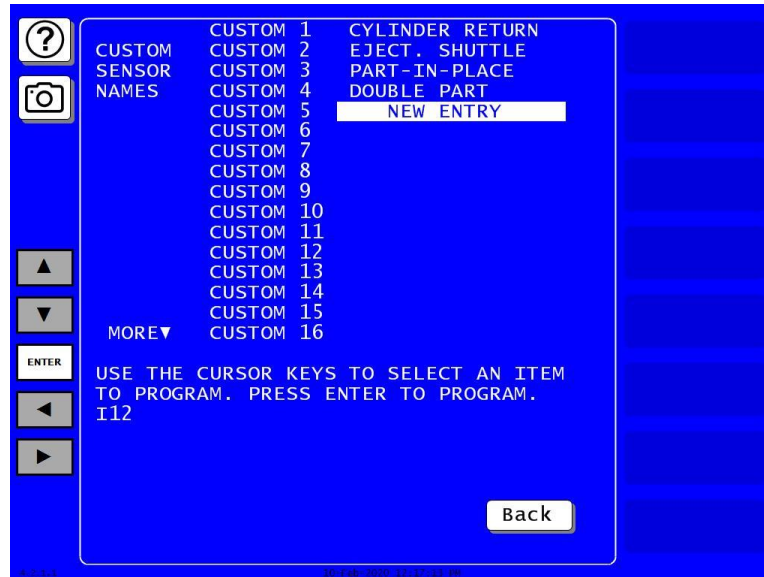 CUSTOM 1 CYLINDER RETURN
CUSTOM CUSTOM 2 EJECT. SHUTTLE
SENSOR CUSTOM 3 PART-IN-PLACE
NAMES CUSTOM 4 DOUBLE PART
CUSTOM 5 NEW ENTRY
CUSTOM 6
CUSTOM 7
CUSTOM 8
CUSTOM 9
CUSTOM 10
CUSTOM 11
CUSTOM 12
CUSTOM 13
CUSTOM 14
CUSTOM 15
MORE▼ CUSTOM 16
ENTER
USE THE CURSOR KEYS TO SELECT AN ITEM
TO PROGRAM. PRESS ENTER TO PROGRAM.
I12
Back